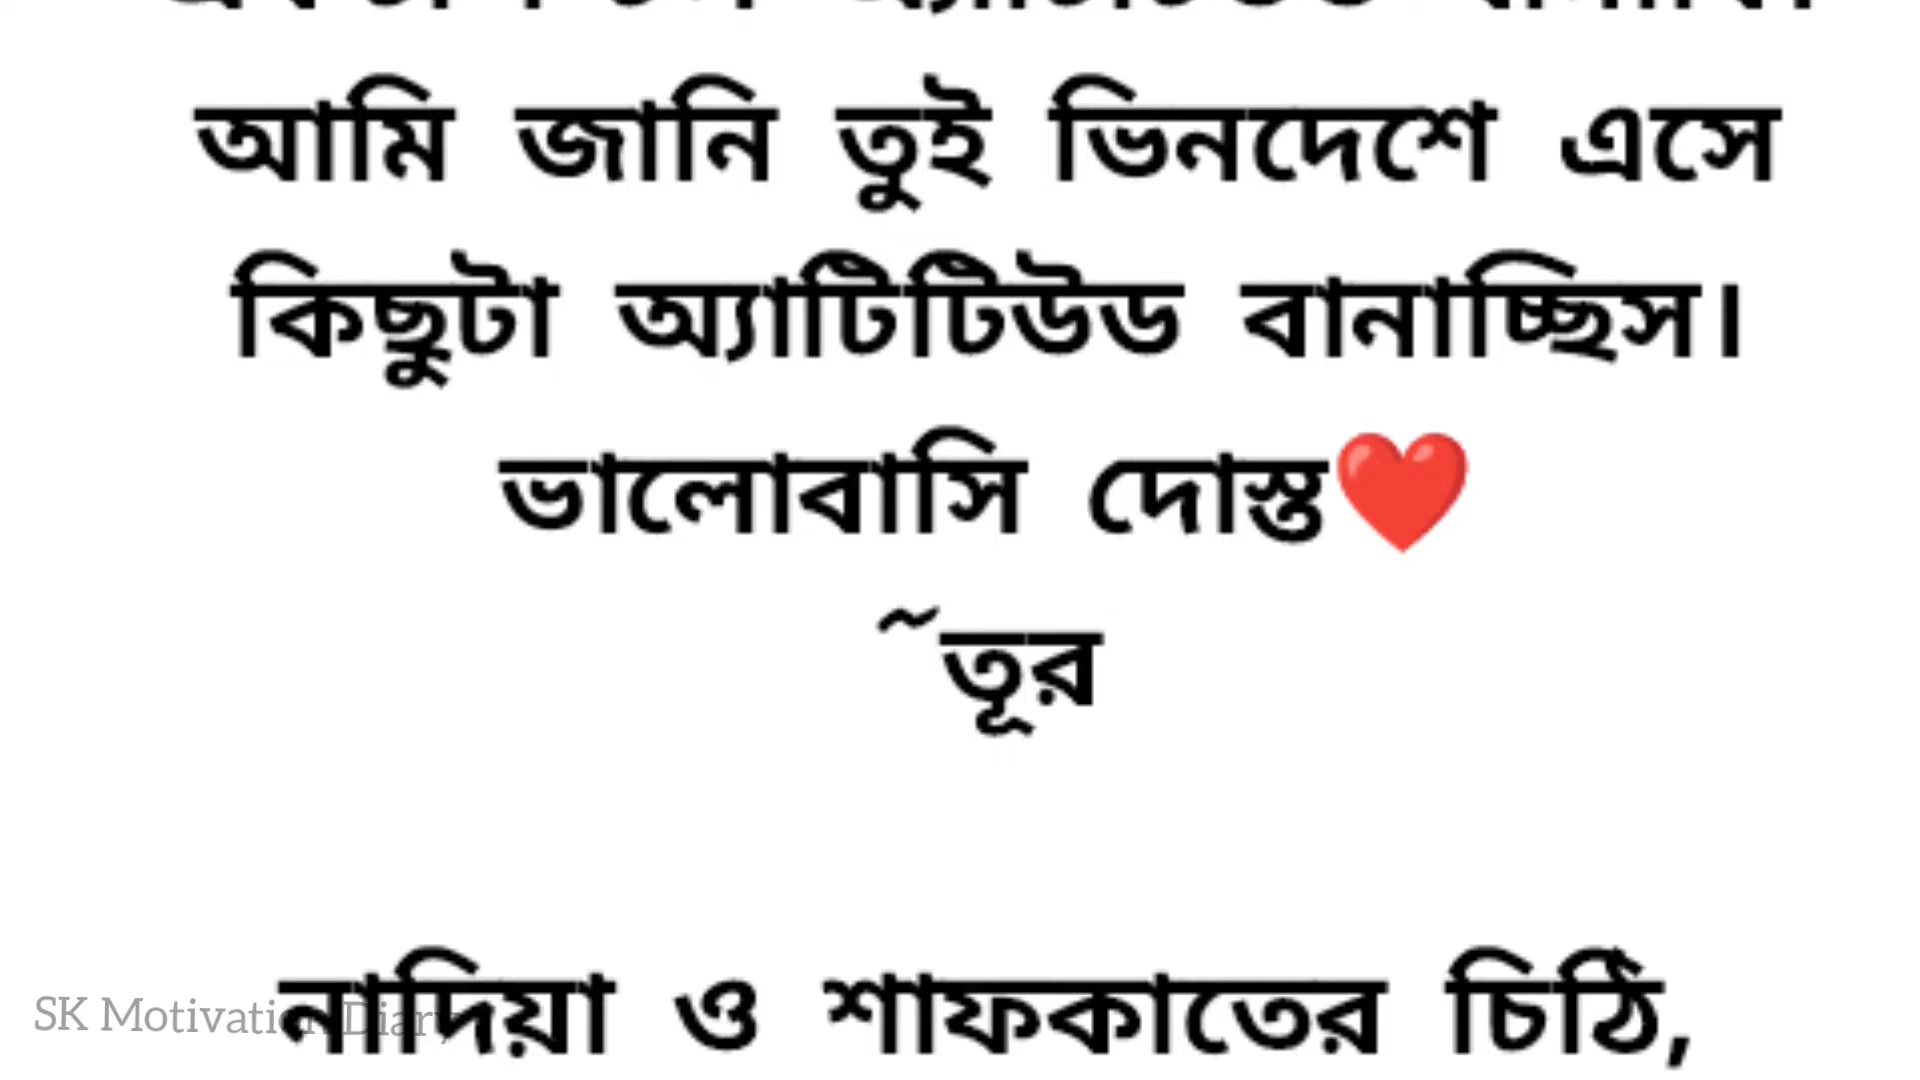 আমি জানি তুই ভিনদেশে এসে
কিছুটা অ্যাটিটিউড বানাচ্ছিস।
ভালোবাসি দোস্ত❤️
~তূর
নাদিয়া ও শাফকাতের চিঠি,
SK Motivation Diary